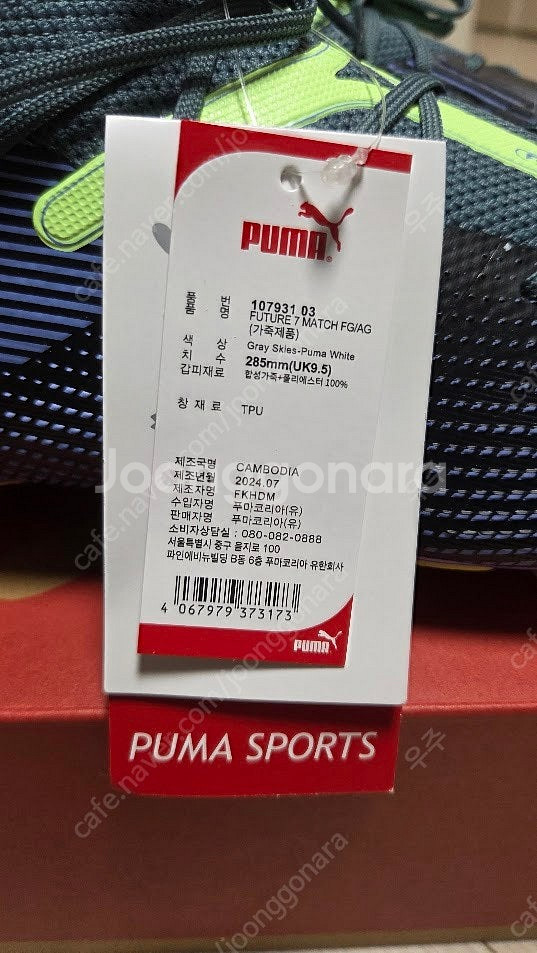 PUMA
품 번 107931 03
품 명 FUTURE 7 MATCH FG/AG
(가죽제품)
색 상 Gray Skies-Puma White
치 수 285mm(UK9.5)
갑피재료 합성가죽+폴리에스터 100%
창 재 료 TPU
제조국명 CAMBODIA
제조년월 2024.07
제조자명 FKHDM
수입자명 푸마코리아(유)
판매자명 푸마코리아(유)
소비자상담실 : 080-082-0888
서울특별시 중구 을지로 100
파인에비뉴빌딩 B동 6층 푸마코리아 유한회사
4 067979 373173
PUMA
PUMA SPORTS
Joonggonara
cafe.naver.com/joonggonara
우주